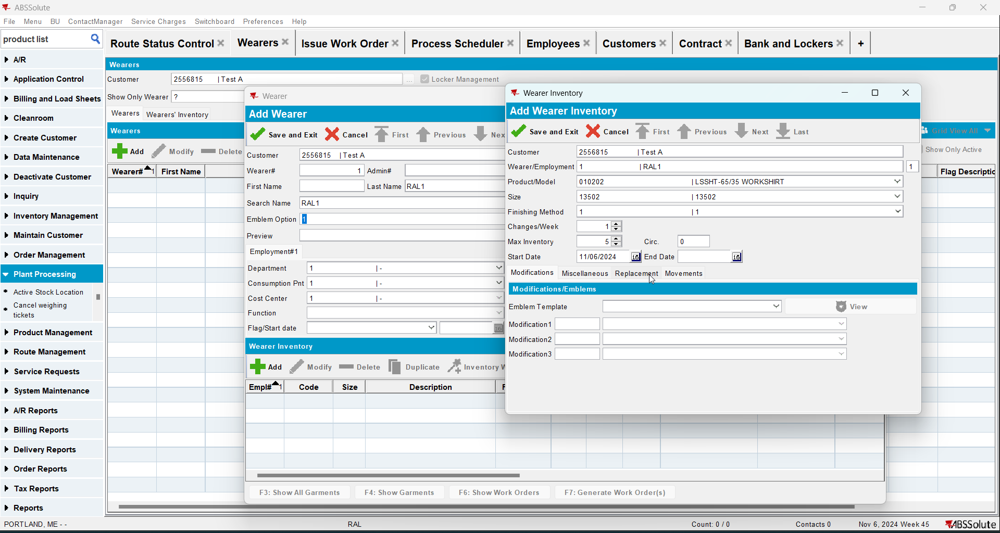 ABSSolute
File Menu BU ContactManager Service Charges Switchboard Preferences Help
product list
Route Status Control Wearers Issue Work Order Process Scheduler Employees Customers Contract Bank and Lockers +
A/R
Application Control
Billing and Load Sheets
Cleanroom
Create Customer
Data Maintenance
Deactivate Customer
Inquiry
Inventory Management
Maintain Customer
Order Management
Plant Processing
Active Stock Location
Cancel weighing
tickets
Product Management
Route Management
Service Requests
System Maintenance
A/R Reports
Billing Reports
Delivery Reports
Order Reports
Tax Reports
Reports
Wearers
Customer 2556815 | Test A ... Locker Management
Show Only Wearer ?
Wearers Wearers' Inventory
Wearers
Grid View All
Add Modify Delete
Show Only Active
Wearer# 1 First Name
Flag Descriptic
Wearer
Add Wearer
Save and Exit Cancel First Previous Nex
Customer 2556815 | Test A
Wearer# 1 Admin#
First Name Last Name RAL1
Search Name RAL1
Emblem Option 1
Preview
Employment#1
Department 1 | -
Consumption Pnt 1 | -
Cost Center 1 | -
Function
Flag/Start date 16
Wearer Inventory
Add Modify Delete Duplicate Inventory W
Empl# 1 Code Size Description F
F3: Show All Garments F4: Show Garments F6: Show Work Orders F7: Generate Work Order(s)
Wearer Inventory
Add Wearer Inventory
Save and Exit Cancel First Previous Next Last
Customer 2556815 | Test A
Wearer/Employment 1 | RAL1 1
Product/Model 010202 | LSSHT-65/35 WORKSHIRT
Size 13502 | 13502
Finishing Method 1 | 1
Changes/Week 1
Max Inventory 5 Circ. 0
Start Date 11/06/2024 16 End Date 16
Modifications Miscellaneous Replacement Movements
Modifications/Emblems
Emblem Template View
Modification1
Modification2
Modification3
PORTLAND, ME - - RAL Count: 0 / 0 Contacts 0 Nov 6, 2024 Week 45 ABSSolute